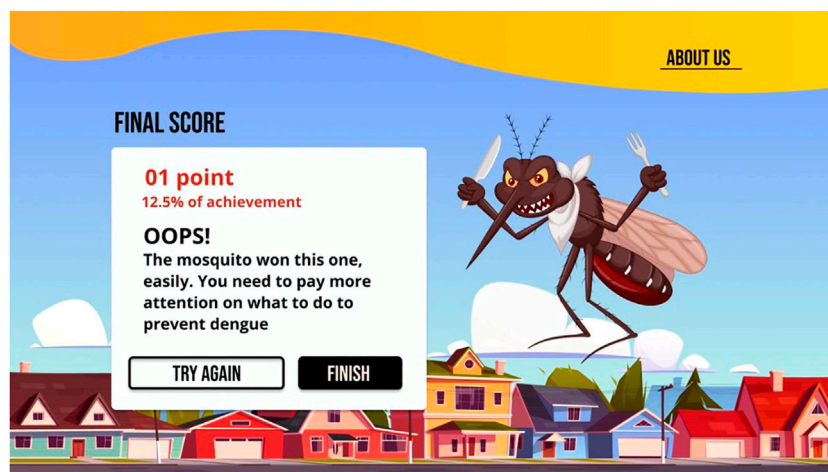 ABOUT US
FINAL SCORE
01 point
12.5% of achievement
OOPS!
The mosquito won this one,
easily. You need to pay more
attention on what to do to
prevent dengue
TRY AGAIN
FINISH